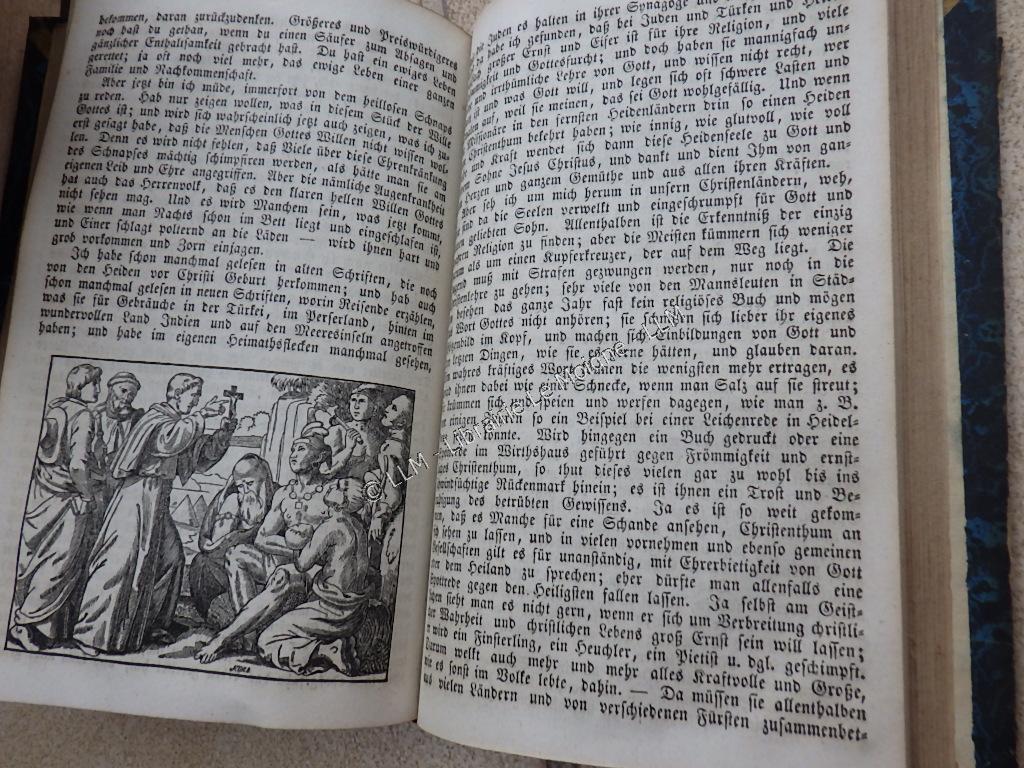 bekommen, daran zurückzudenken. Größeres und Preiswürdigeres
noch hast du gethan, wenn du einen Säufer zum Absagen und
gänzlicher Enthaltsamkeit gebracht hast. Du hast ein ewiges Leben
gerettet; ja oft noch viel mehr, das ewige Leben einer ganzen
Familie und Nachkommenschaft.
Aber jetzt bin ich müde, immerfort von dem heillosen Schnaps
zu reden. Hab nur zeigen wollen, was in diesem Stück der Wille
Gottes ist; und wird sich wahrscheinlich jetzt auch zeigen, was ich zu-
erst gesagt habe, daß die Menschen Gottes Willen nicht wissen wol-
len. Denn es wird nicht fehlen, daß Viele über diese Ehrenkränkung
des Schnapses mächtig schimpfiren werden, als hätte man sie am
eigenen Leid und Ehre angegriffen. Aber die nämliche Augenkrankheit
hat auch das Herrenvolk, daß es den klaren hellen Willen Gottes
nicht sehen mag. Und es wird Manchem sein, was jetzt kommt,
wie wenn man Nachts schon im Bett liegt und eingeschlafen ist,
und Einer schlagt polternd an die Läden — wird ihnen hart und
grob vorkommen und Zorn einjagen.
Ich habe schon manchmal gelesen in alten Schriften, die noch
von den Heiden vor Christi Geburt herkommen; und hab auch
schon manchmal gelesen in neuen Schriften, worin Reisende erzählen,
was sie für Gebräuche in der Türkei, im Perserland, hinten im
wundervollen Land Indien und auf den Meeresinseln angetroffen
haben; und habe im eigenen Heimathsflecken manchmal gesehen,
die Juden es halten in ihrer Synagoge und
da habe ich gefunden, daß bei Juden und Türken und Heiden
großer Ernst und Eifer ist für ihre Religion, und viele
und Gottesfurcht; und doch haben sie mannigfach un-
und irrthümliche Lehre von Gott, und wissen nicht recht, wer
und was Gott will, und legen sich oft schwere Lasten und
auf, weil sie meinen, das sei Gott wohlgefällig. Und wenn
Missionäre in den fernsten Heidenländern drin so einen Heiden
Christenthum bekehrt haben; wie innig, wie glutvoll, wie voll
und Kraft wendet sich dann diese Heidenseele zu Gott und
Sohne Jesus Christus, und dankt und dient Ihm von gan-
Herzen und ganzem Gemüthe und aus allen ihren Kräften.
Aber seh ich um mich herum in unsern Christenländern, weh,
sind da die Seelen verwelkt und eingeschrumpft für Gott und
geliebten Sohn. Allenthalben ist die Erkenntniß der einzig
Religion zu finden; aber die Meisten kümmern sich weniger
als um einen Kupferkreuzer, der auf dem Weg liegt. Die
muß mit Strafen gezwungen werden, nur noch in die
zu gehen; sehr viele von den Mannsleuten in Städ-
besehen das ganze Jahr fast kein religiöses Buch und mögen
Wort Gottes nicht anhören; sie schnitzen sich lieber ihr eigenes
im Kopf, und machen sich Einbildungen von Gott und
letzten Dingen, wie sie es gerne hätten, und glauben daran.
wahres kräftiges Wort können die wenigsten mehr ertragen, es
ihnen dabei wie einer Schnecke, wenn man Salz auf sie streut;
krümmen sich und speien und werfen dagegen, wie man z. B.
einigen Jahren so ein Beispiel bei einer Leichenrede in Heidel-
konnte. Wird hingegen ein Buch gedruckt oder eine
im Wirthshaus geführt gegen Frömmigkeit und ernst-
Christenthum, so thut dieses vielen gar zu wohl bis ins
Rückenmark hinein; es ist ihnen ein Trost und Be-
des betrübten Gewissens. Ja es ist so weit gekom-
daß es Manche für eine Schande ansehen, Christenthum an
sehen zu lassen, und in vielen vornehmen und ebenso gemeinen
Gesellschaften gilt es für unanständig, mit Ehrerbietigkeit von Gott
oder dem Heiland zu sprechen; eher dürfte man allenfalls eine
Spottrede gegen den Heiligsten fallen lassen. Ja selbst am Geist-
lichen sieht man es nicht gern, wenn er sich um Verbreitung christli-
cher Wahrheit und christlichen Lebens groß Ernst sein will lassen;
wird ein Finsterling, ein Heuchler, ein Pietist u. dgl. geschimpft.
Darum welkt auch mehr und mehr alles Kraftvolle und Große,
wie es sonst im Volke lebte, dahin. — Da müssen sie allenthalben
aus vielen Ländern und von verschiedenen Fürsten zusammenbet-
© LLM - Librairie Le Monde - LLM